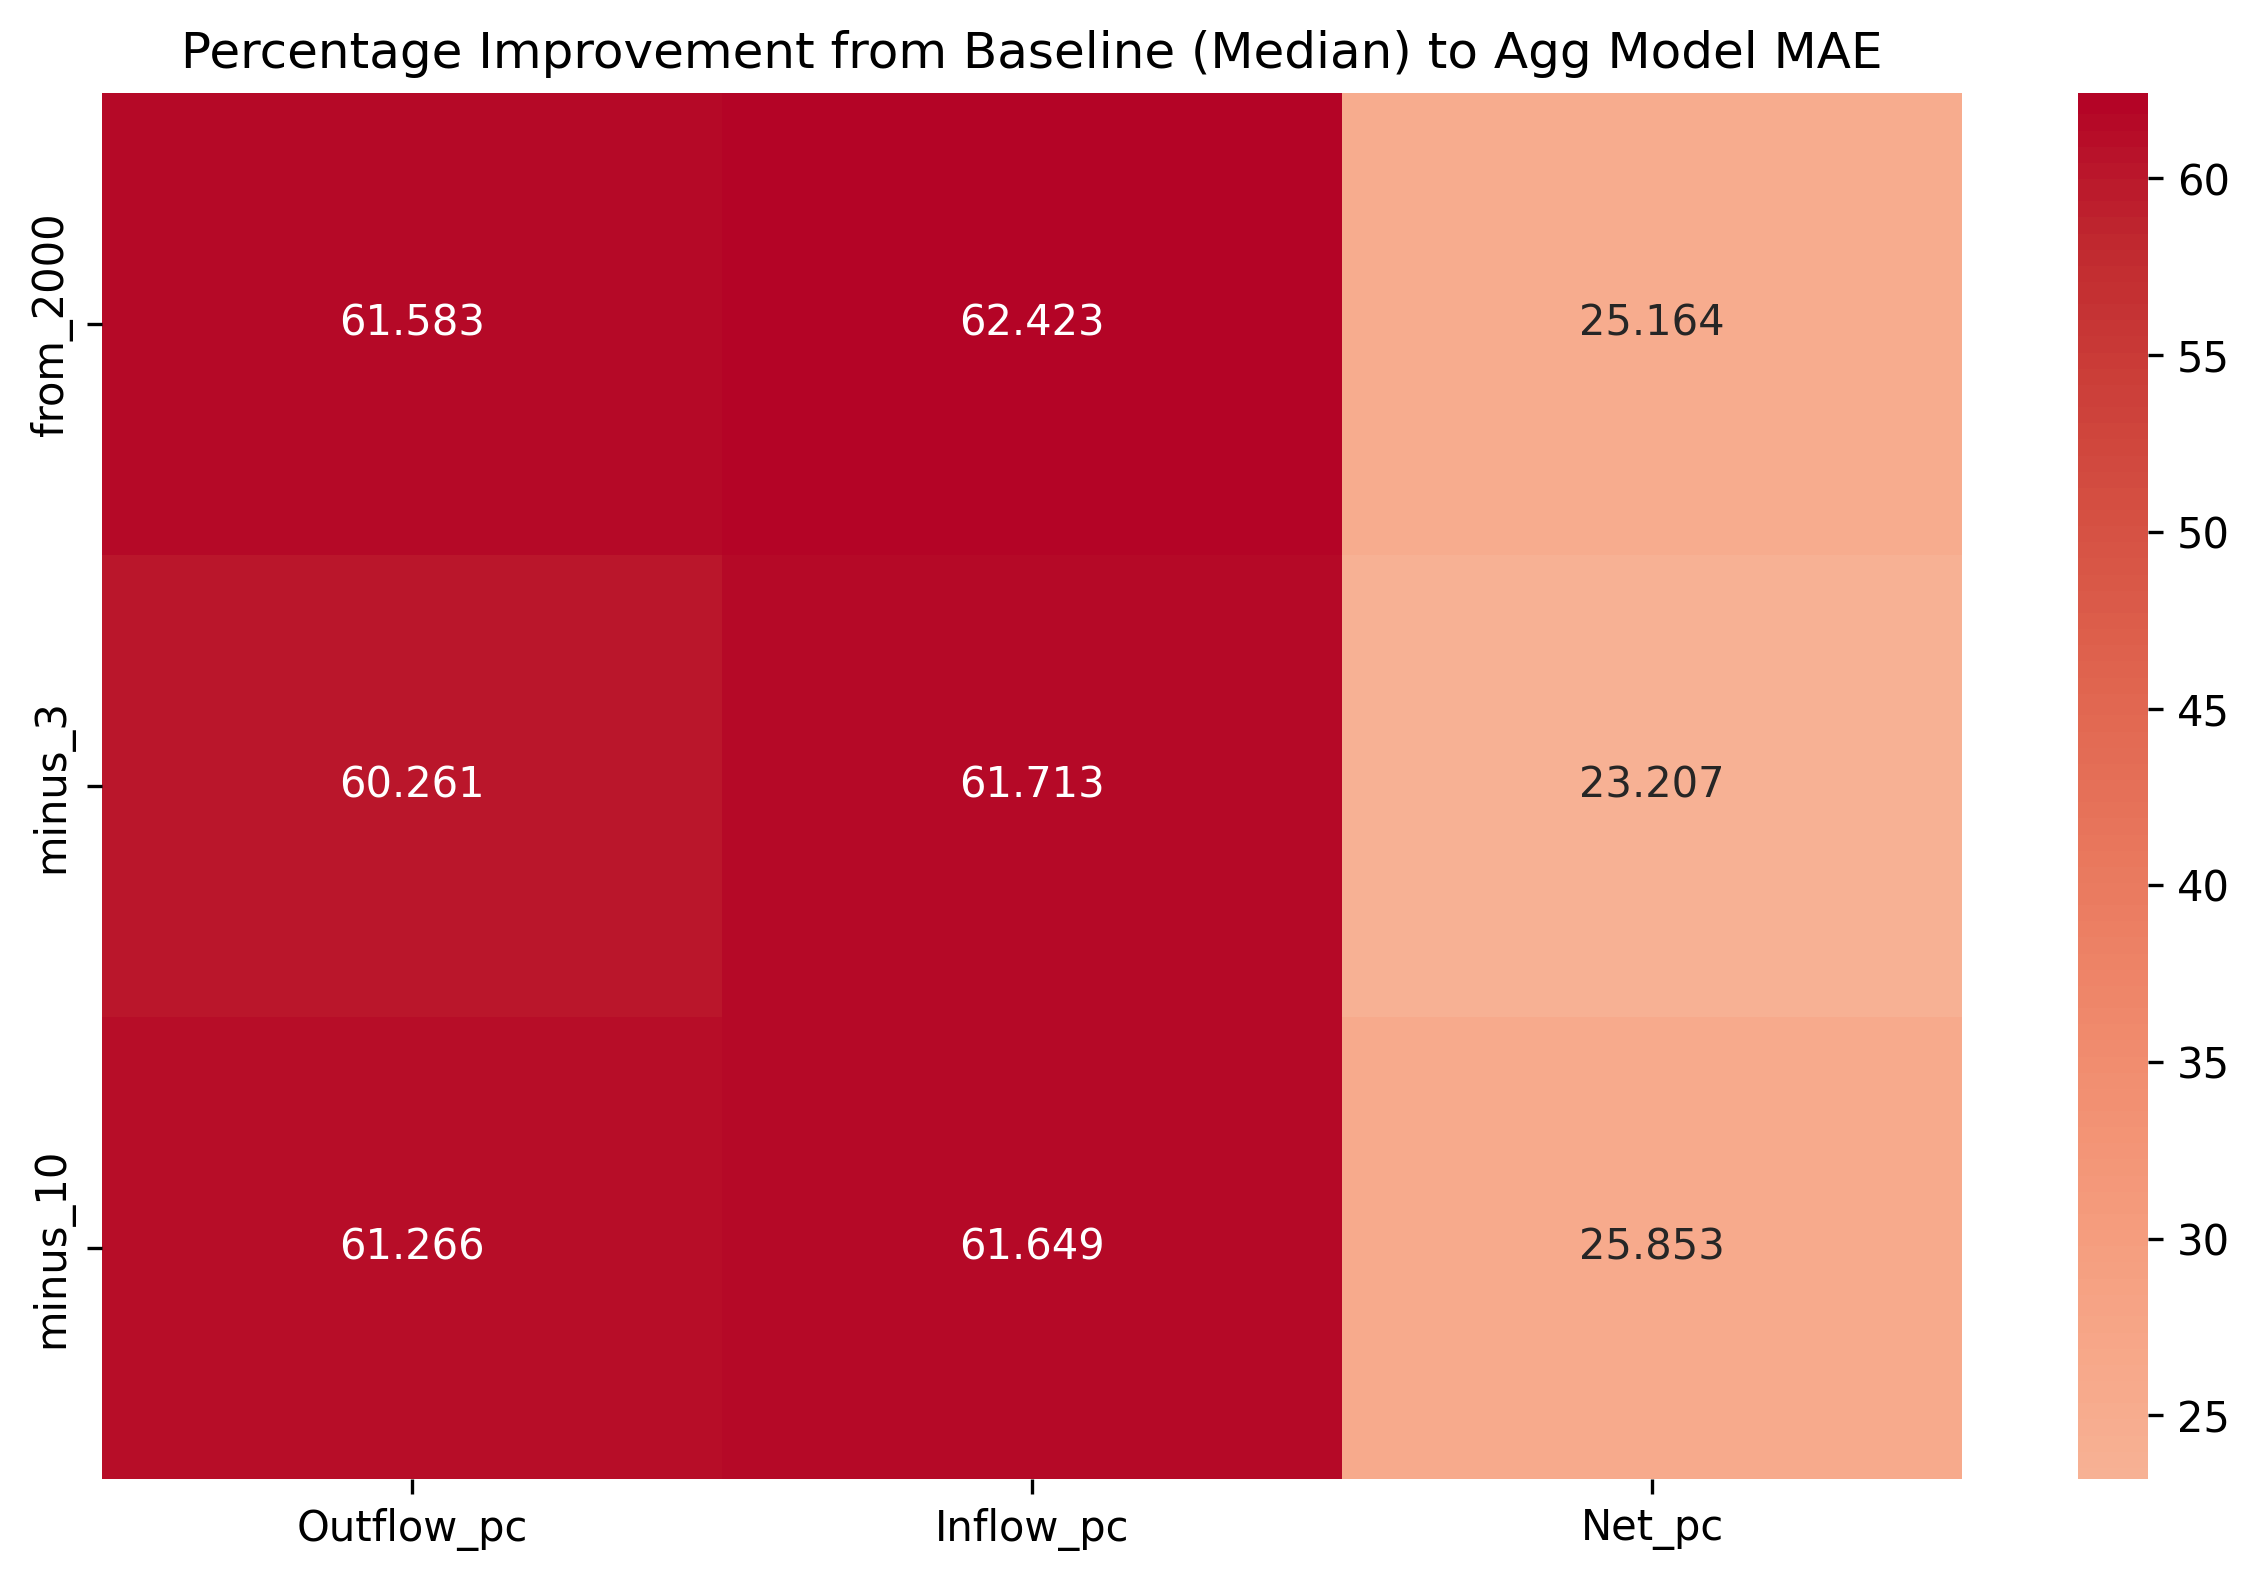 Percentage Improvement from Baseline (Median) to Agg Model MAE
from_2000
61.583
62.423
25.164
minus_3
60.261
61.713
23.207
minus_10
61.266
61.649
25.853
Outflow_pc
Inflow_pc
Net_pc
60
55
50
45
40
35
30
25